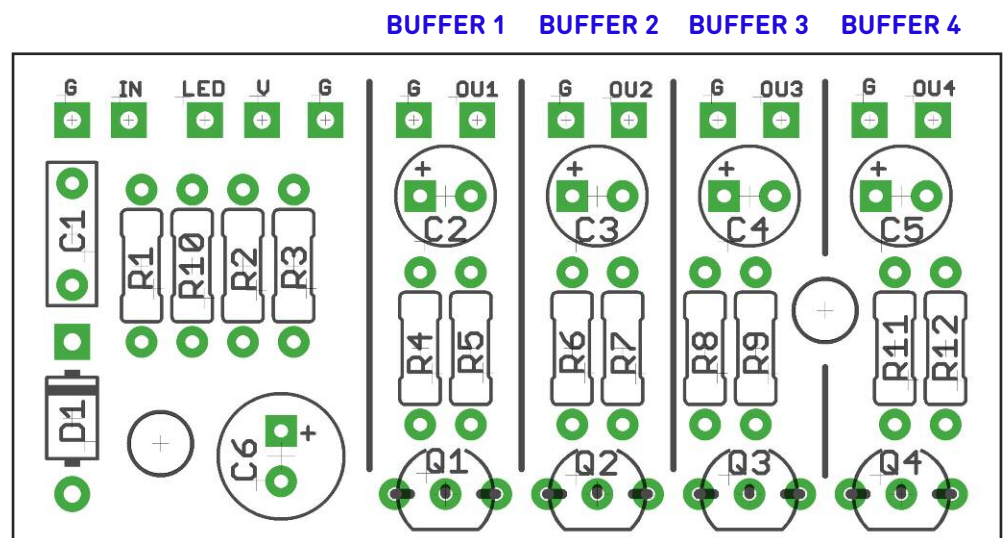 BUFFER 1 BUFFER 2 BUFFER 3 BUFFER 4
G IN LED V G G OU1 G OU2 G OU3 G OU4
+ + + +
C1 C2 C3 C4 C5
R1 R10 R2 R3
R4 R5 R6 R7 R8 R9 R11 R12
D1 C6 +
Q1 Q2 Q3 Q4